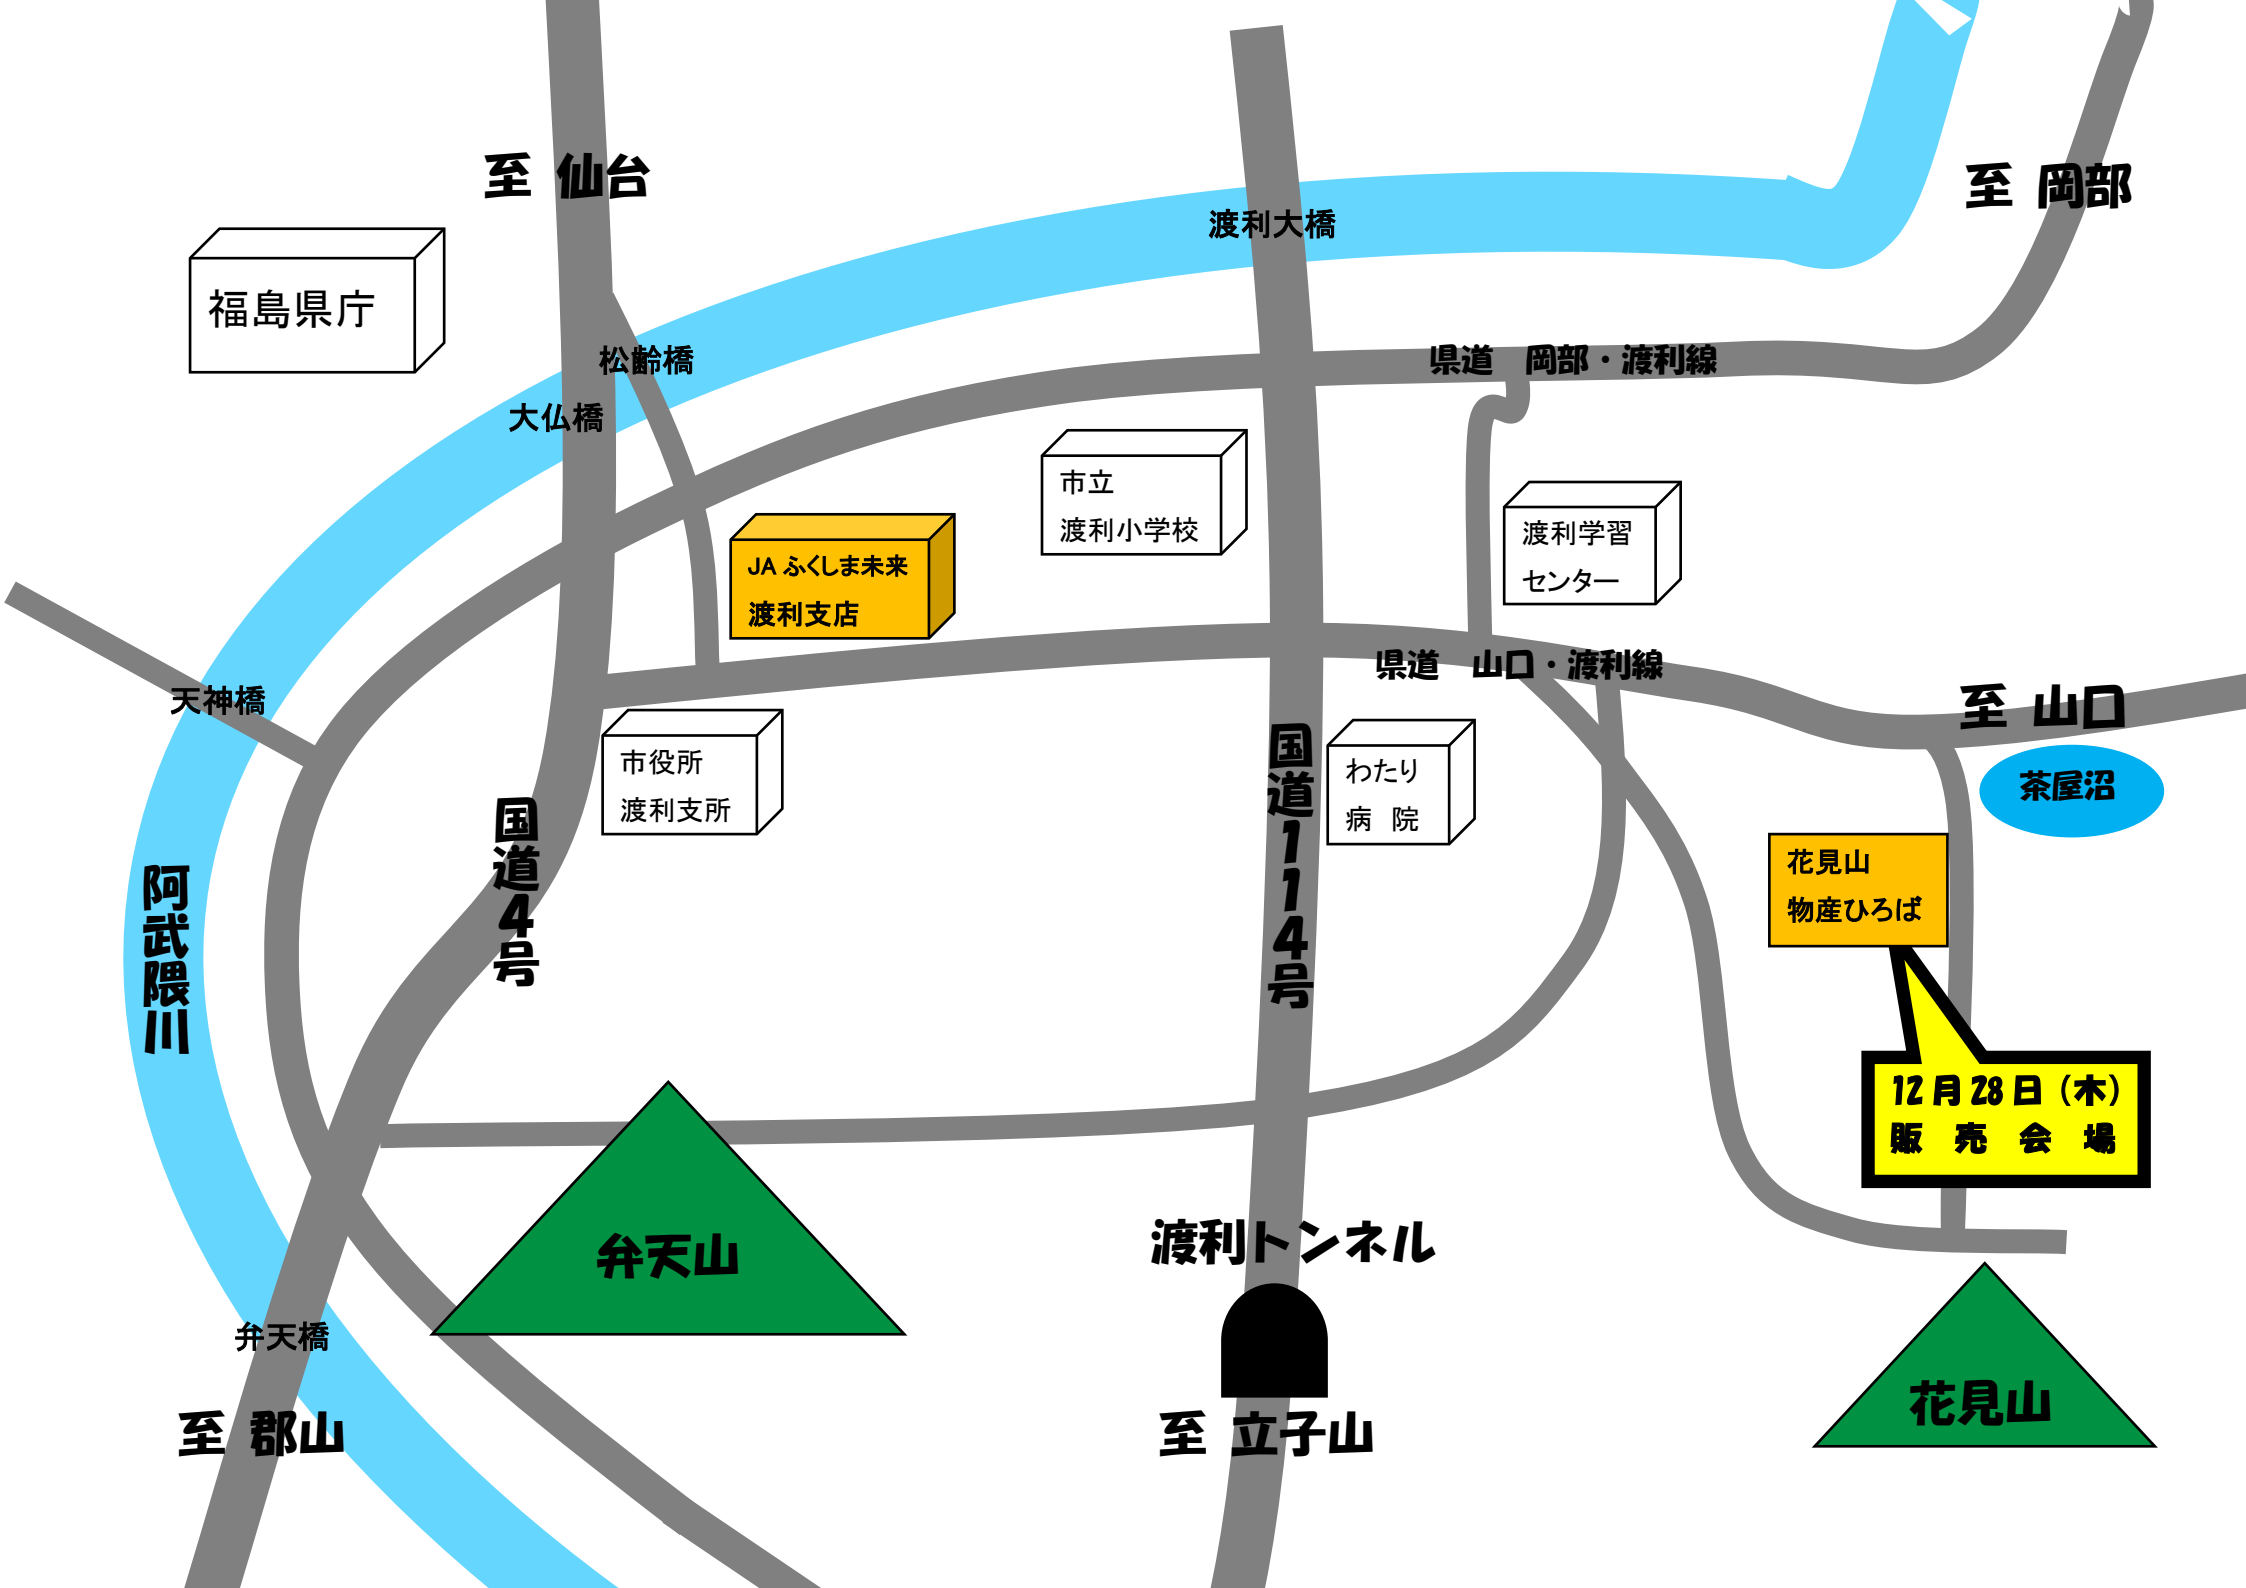 至 仙台
至 岡部
渡利大橋
福島県庁
松齢橋
県道　岡部・渡利線
大仏橋
市立
渡利小学校
渡利学習
センター
JA ふくしま未来
渡利支店
県道　山口・渡利線
天神橋
至 山口
市役所
渡利支所
国道114号
わたり
病　院
茶屋沼
国道4号
花見山
物産ひろば
阿武隈川
12月28日（木）
販　売　会　場
弁天山
渡利トンネル
弁天橋
花見山
至 郡山
至 立子山